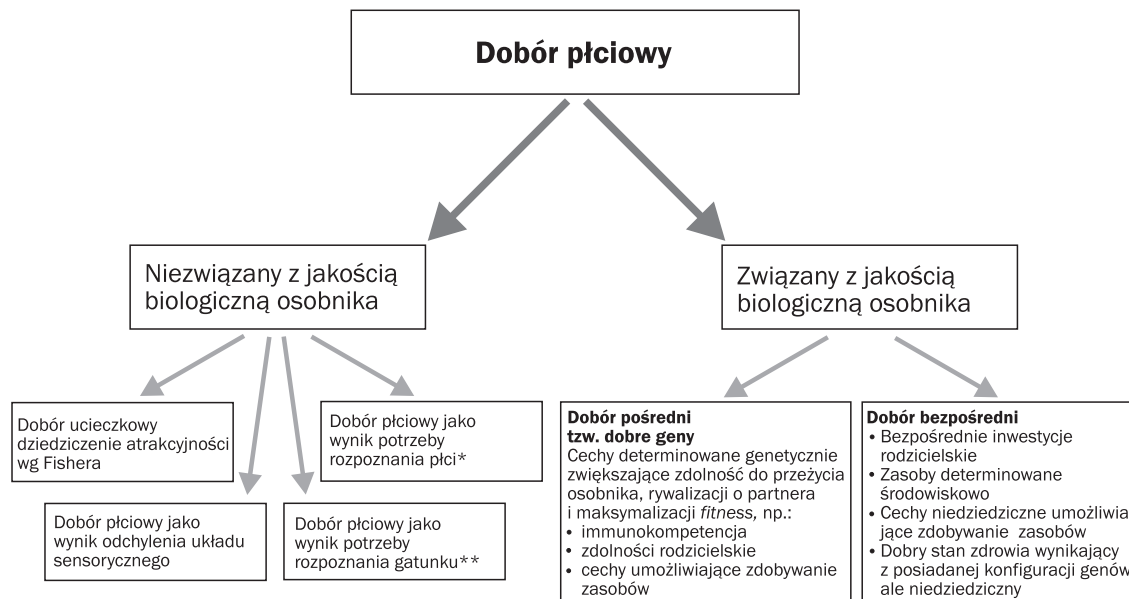 Dobór płciowy
Niezwiązany z jakością
biologiczną osobnika
Związany z jakością
biologiczną osobnika
Dobór ucieczkowy
dziedziczenie atrakcyjności
wg Fishera
Dobór płciowy jako
wynik odchylenia układu
sensorycznego
Dobór płciowy jako
wynik potrzeby
rozpoznania gatunku**
Dobór płciowy jako
wynik potrzeby
rozpoznania płci*
Dobór pośredni
tzw. dobre geny
Cechy determinowane genetycznie
zwiększające zdolność do przeżycia
osobnika, rywalizacji o partnera
i maksymalizacji fitness, np.:
• immunokompetencja
• zdolności rodzicielskie
• cechy umożliwiające zdobywanie
zasobów
Dobór bezpośredni
• Bezpośrednie inwestycje
rodzicielskie
• Zasoby determinowane
środowiskowo
• Cechy niedziedziczne umożliwia
jące zdobywanie zasobów
• Dobry stan zdrowia wynikający
z posiadanej konfiguracji genów
ale niedziedziczny